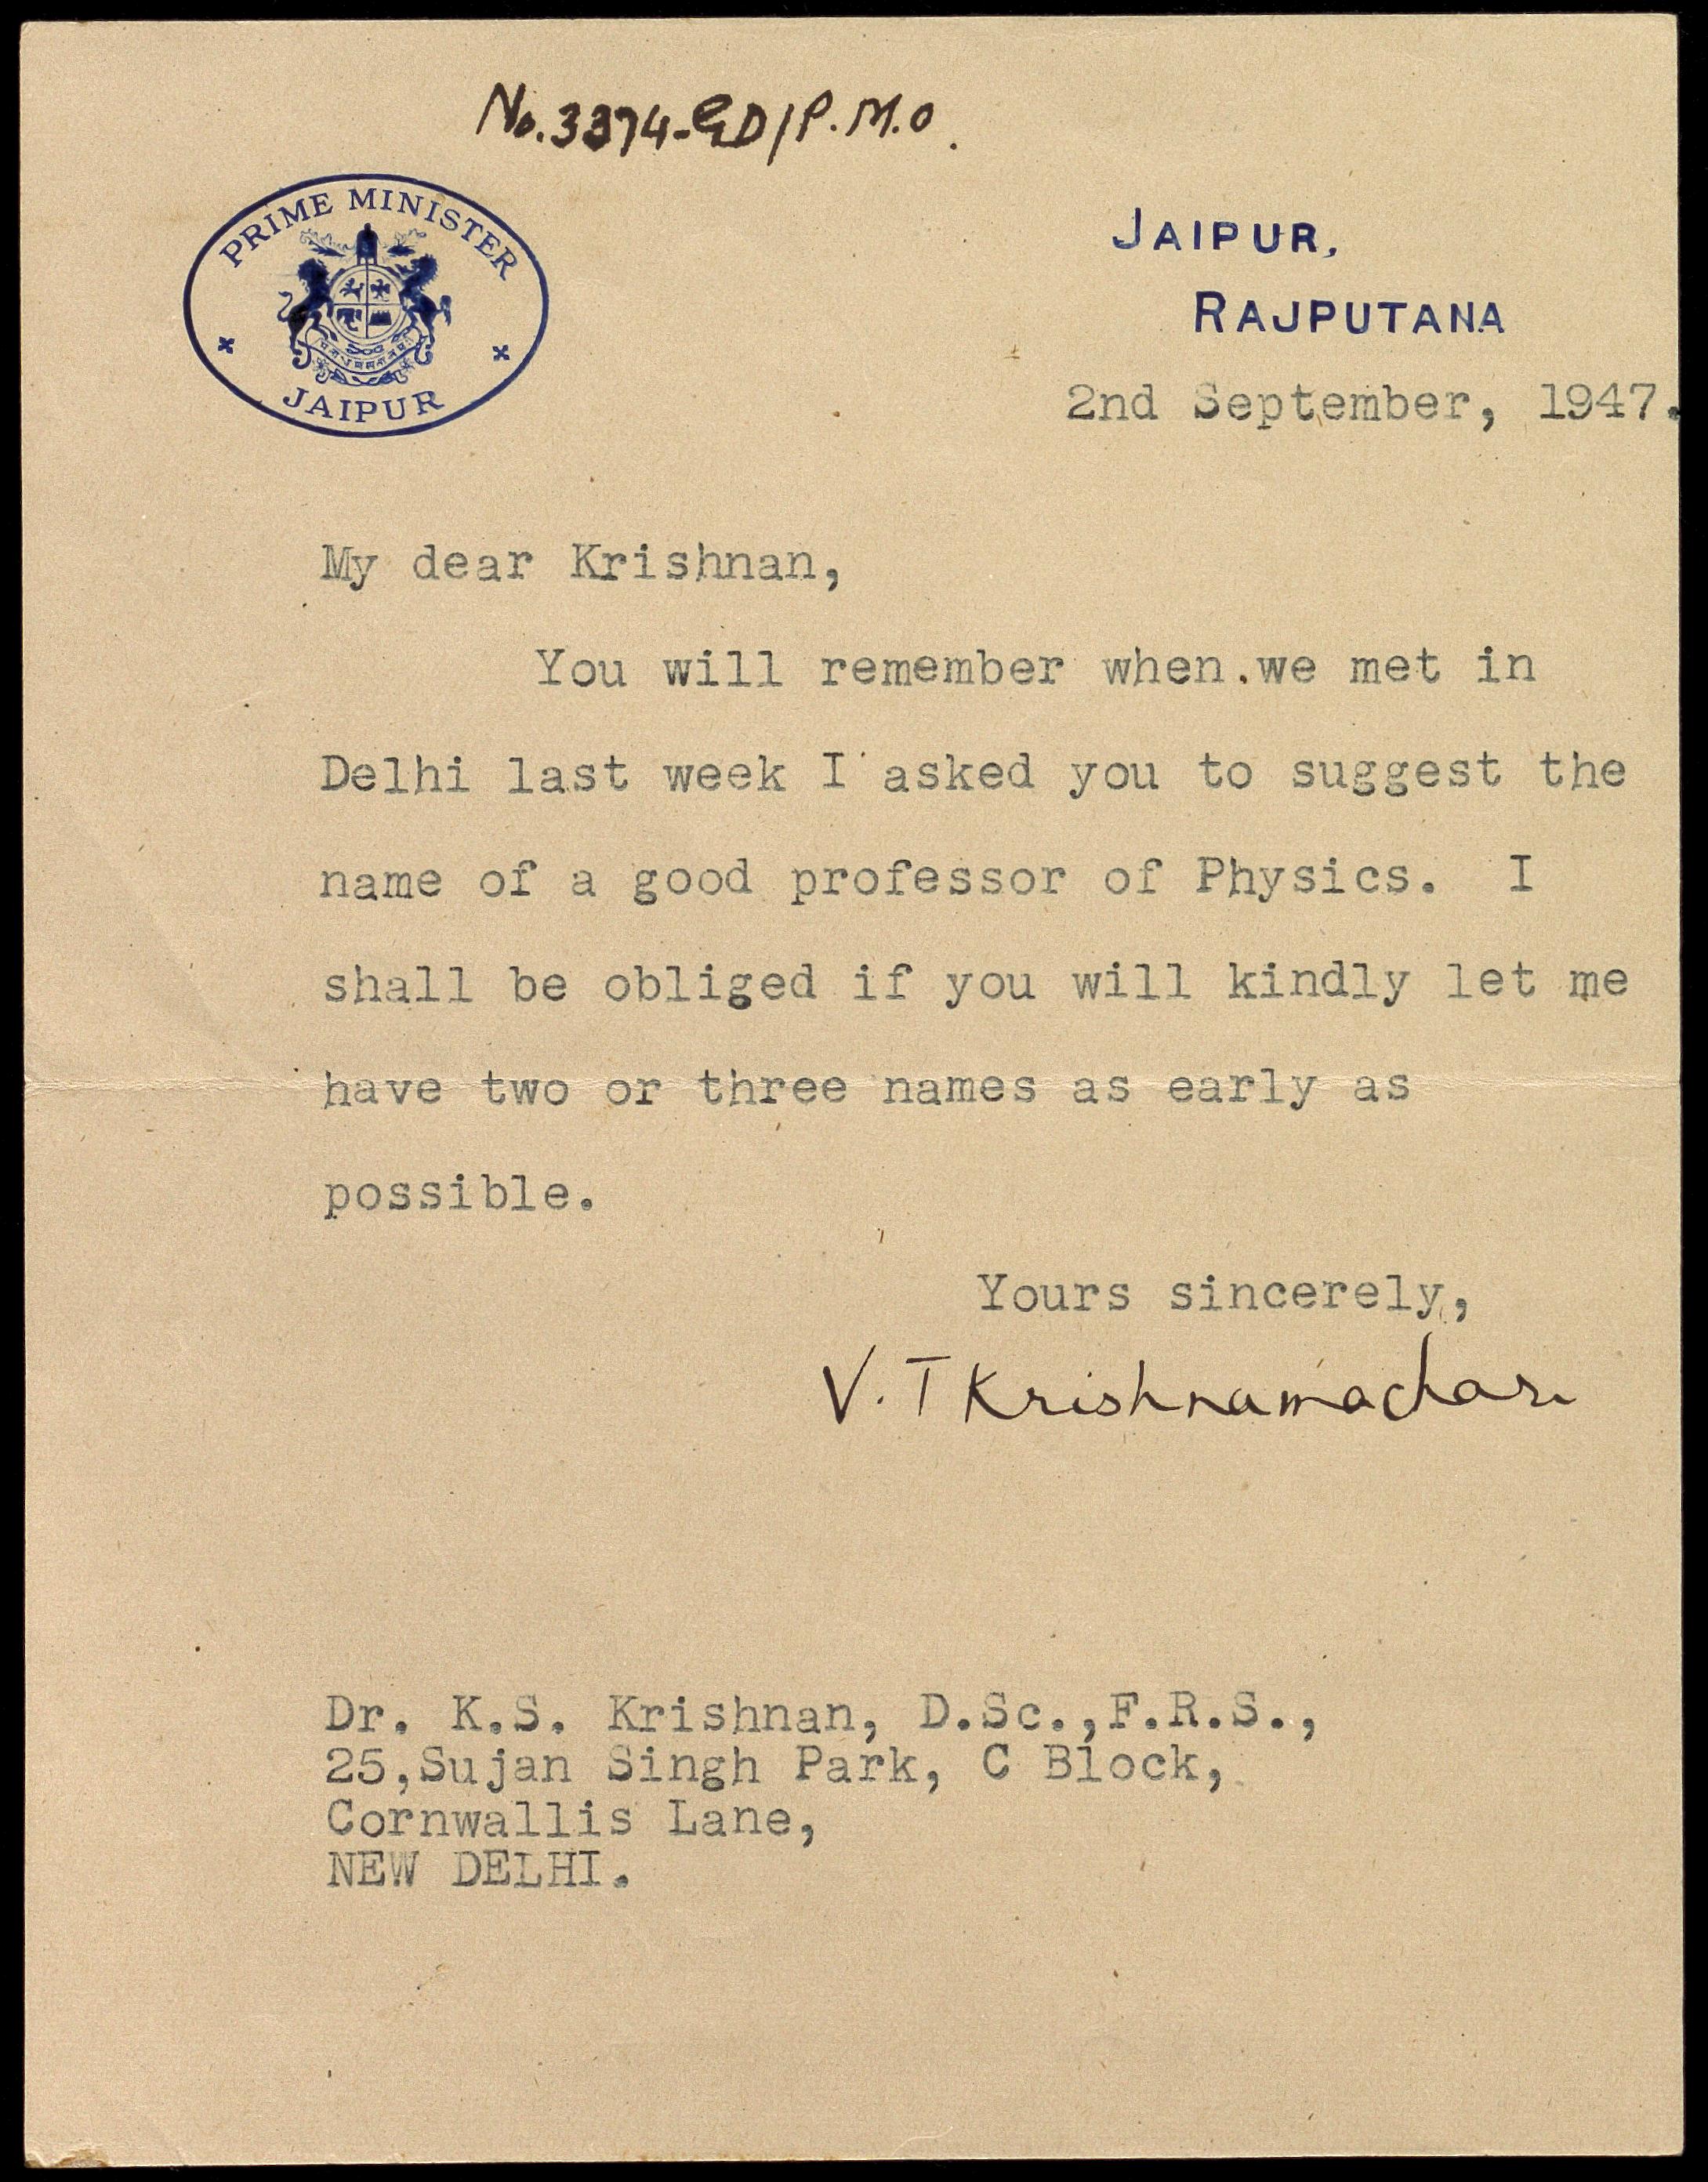 No. 3374-GD/P.M.O.
PRIME MINISTER
JAIPUR
JAIPUR,
RAJPUTANA
2nd September, 1947.
My dear Krishnan,
You will remember when.we met in
Delhi last week I asked you to suggest the
name of a good professor of Physics. I
shall be obliged if you will kindly let me
have two or three names as early as
possible.
Yours sincerely,
V. T Krishnamachari
Dr. K.S. Krishnan, D.Sc.,F.R.S.,
25,Sujan Singh Park, C Block,
Cornwallis Lane,
NEW DELHI.